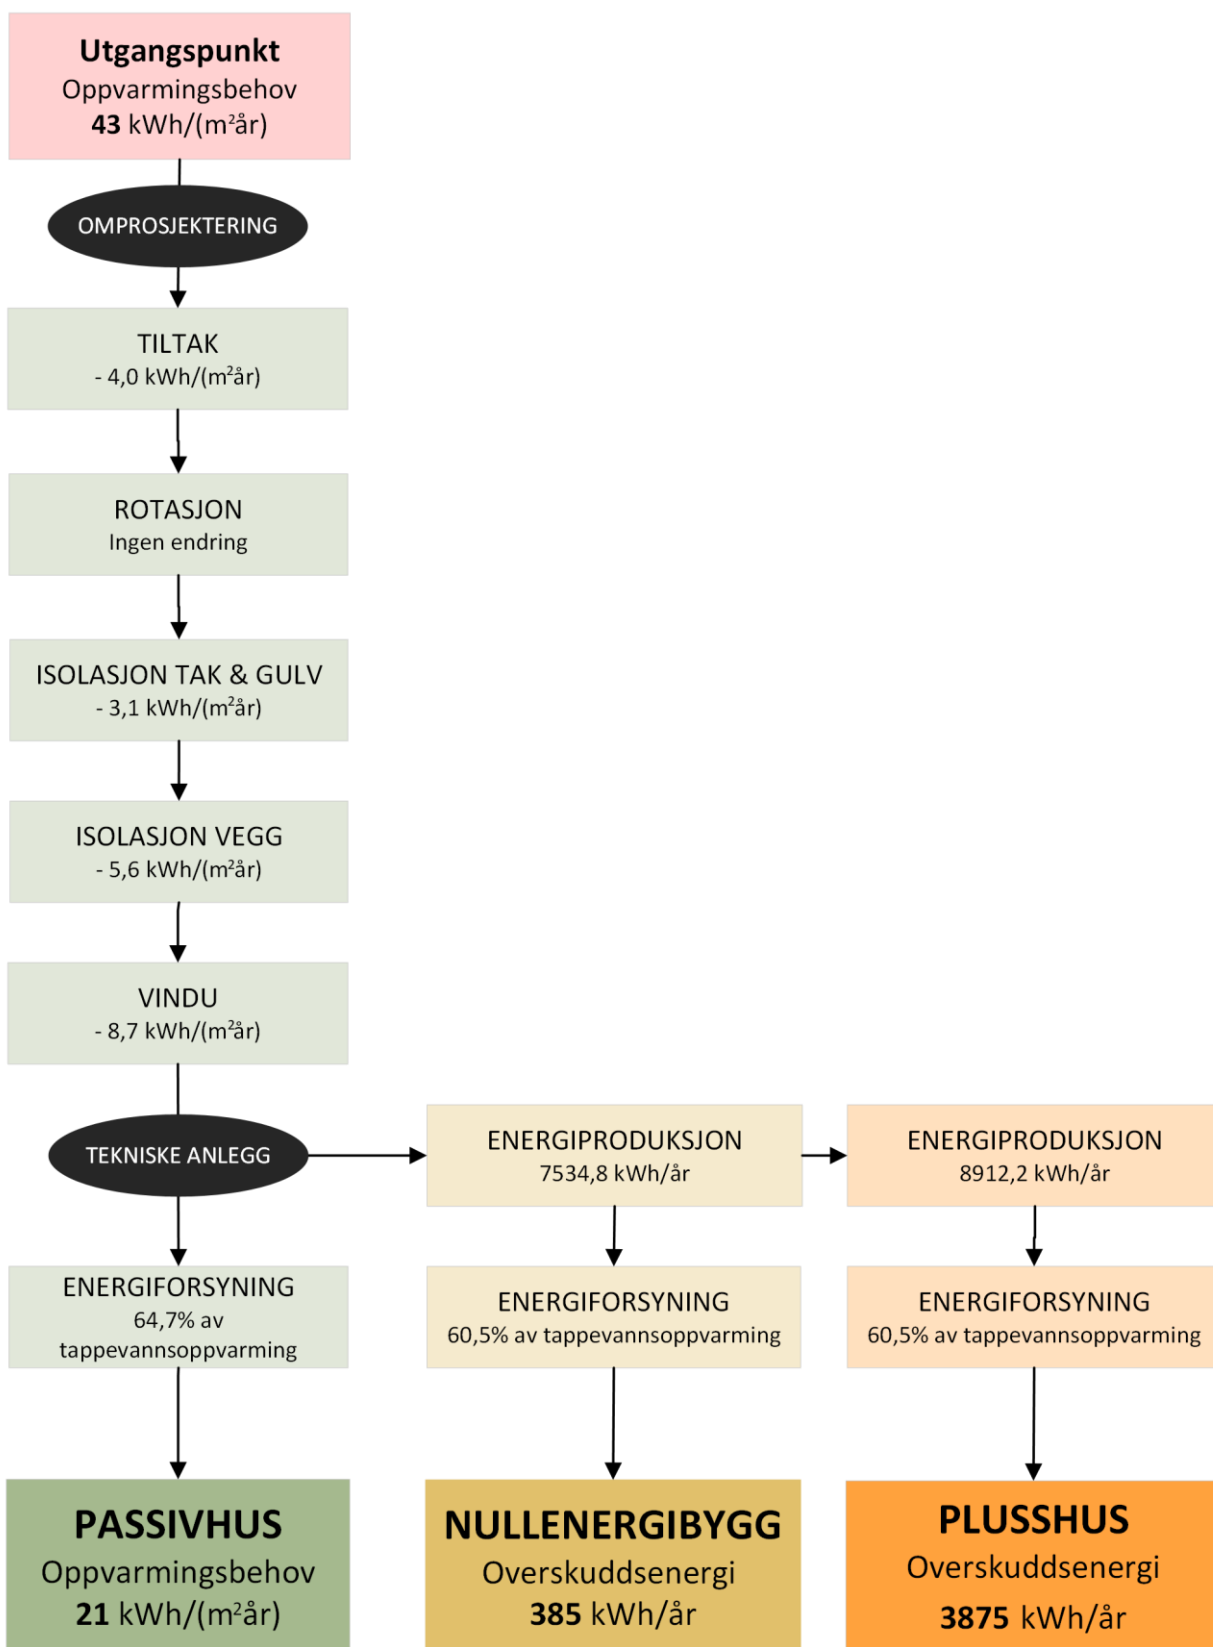 Utgangspunkt
Oppvarmingsbehov
43 kWh/(m²år)
OMPROSJEKTERING
TILTAK
- 4,0 kWh/(m²år)
ROTASJON
Ingen endring
ISOLASJON TAK & GULV
- 3,1 kWh/(m²år)
ISOLASJON VEGG
- 5,6 kWh/(m²år)
VINDU
- 8,7 kWh/(m²år)
TEKNISKE ANLEGG
ENERGIPRODUKSJON
7534,8 kWh/år
ENERGIPRODUKSJON
8912,2 kWh/år
ENERGIFORSYNING
64,7% av
tappevannsoppvarming
ENERGIFORSYNING
60,5% av tappevannsoppvarming
ENERGIFORSYNING
60,5% av tappevannsoppvarming
PASSIVHUS
Oppvarmingsbehov
21 kWh/(m²år)
NULLENERGIBYGG
Overskuddsenergi
385 kWh/år
PLUSSHUS
Overskuddsenergi
3875 kWh/år